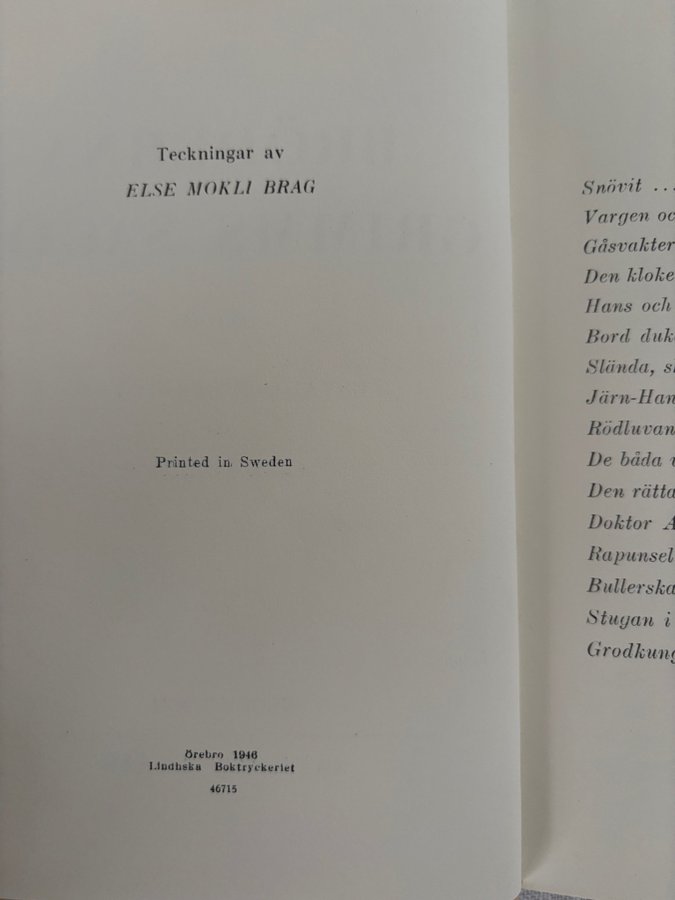 Teckningar av
ELSE MOKLI BRAG
Printed in Sweden
Örebro 1946
Lindhska Boktryckeriet
46715
Snövit ...
Vargen oc
Gåsvakter
Den kloke
Hans och
Bord duk
Slända, s
Järn-Han
Rödluvan
De båda
Den rätta
Doktor A
Rapunsel
Bullerska
Stugan i
Grodkung